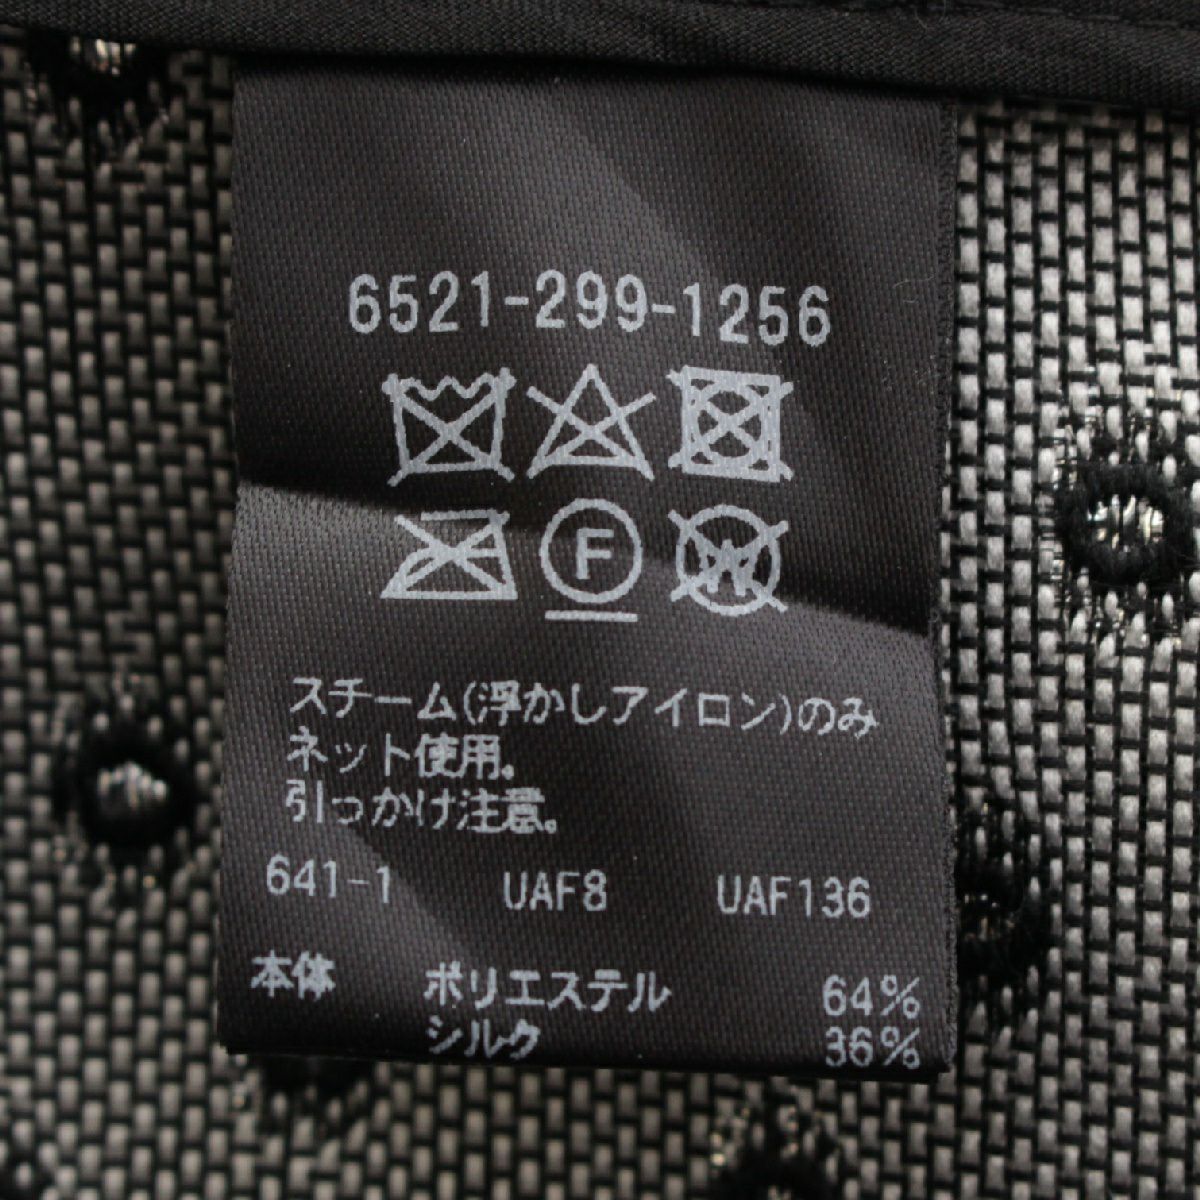 6521-299-1256
F
W
スチーム(浮かしアイロン)のみ
ネット使用。
引っかけ注意。
641-1 UAF8 UAF136
本体 ポリエステル 64%
シルク 36%